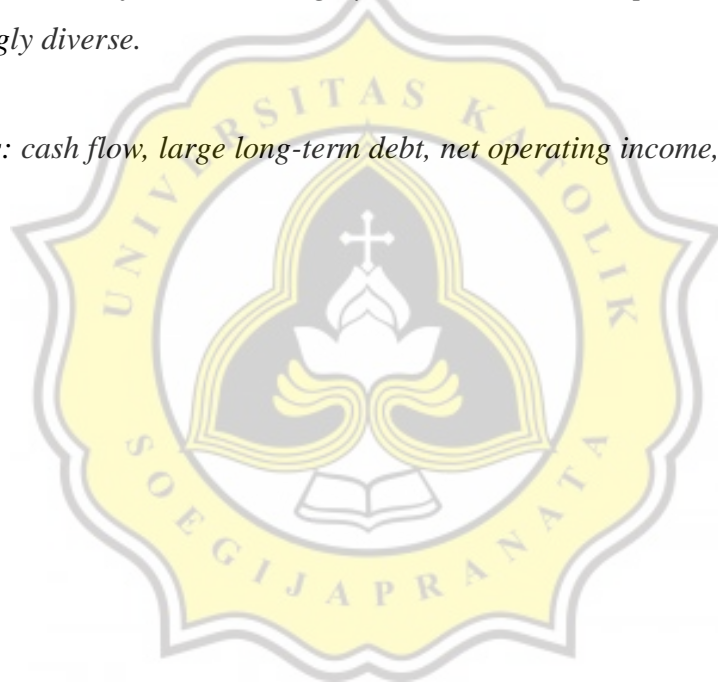 gly diverse.
: cash flow, large long-term debt, net operating income,
UNIVERSITAS KATOLIK
SOEGIJAPRANATA